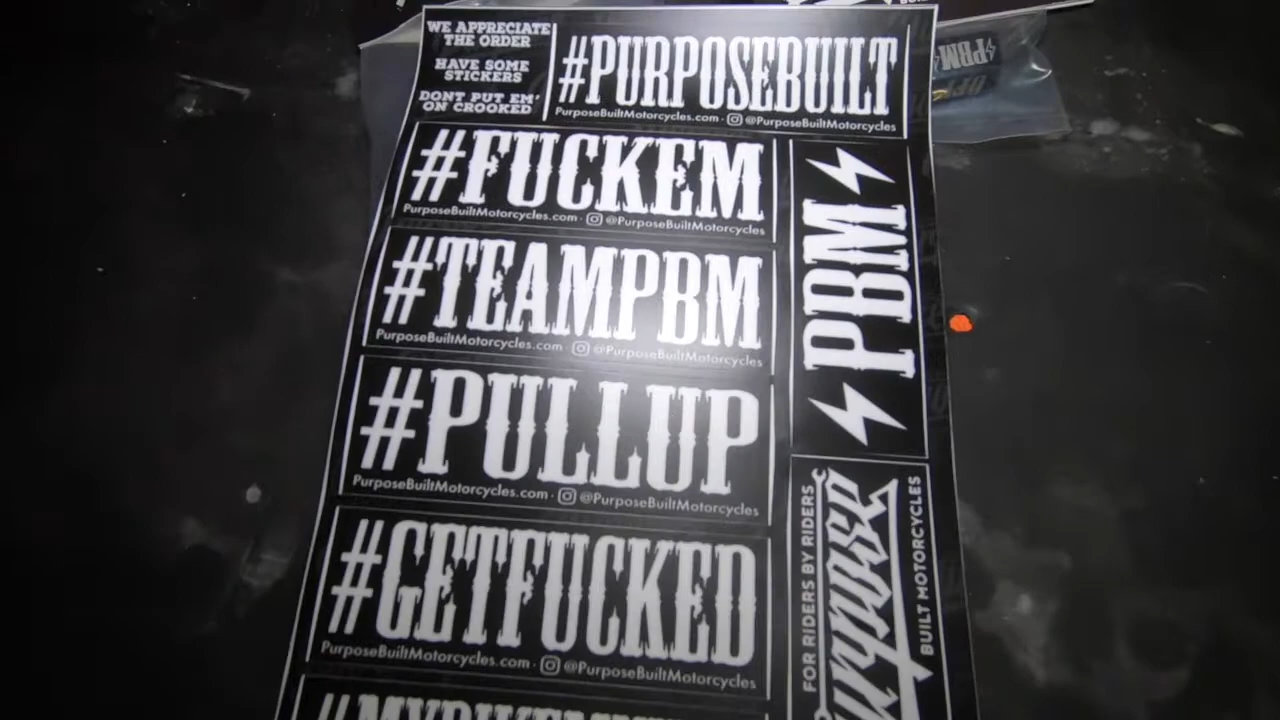 WE APPRECIATE
THE ORDER
HAVE SOME
STICKERS
DONT PUT EM'
ON CROOKED
#PURPOSEBUILT
PurposeBuiltMotorcycles.com · @PurposeBuiltMotorcycles
#FUCKEM
PurposeBuiltMotorcycles.com · @PurposeBuiltMotorcycles
#TEAMPBM
PurposeBuiltMotorcycles.com · @PurposeBuiltMotorcycles
#PULLUP
PurposeBuiltMotorcycles.com · @PurposeBuiltMotorcycles
#GETFUCKED
PurposeBuiltMotorcycles.com · @PurposeBuiltMotorcycles
PBM
FOR RIDERS BY RIDERS
Purpose
BUILT MOTORCYCLES
PBM